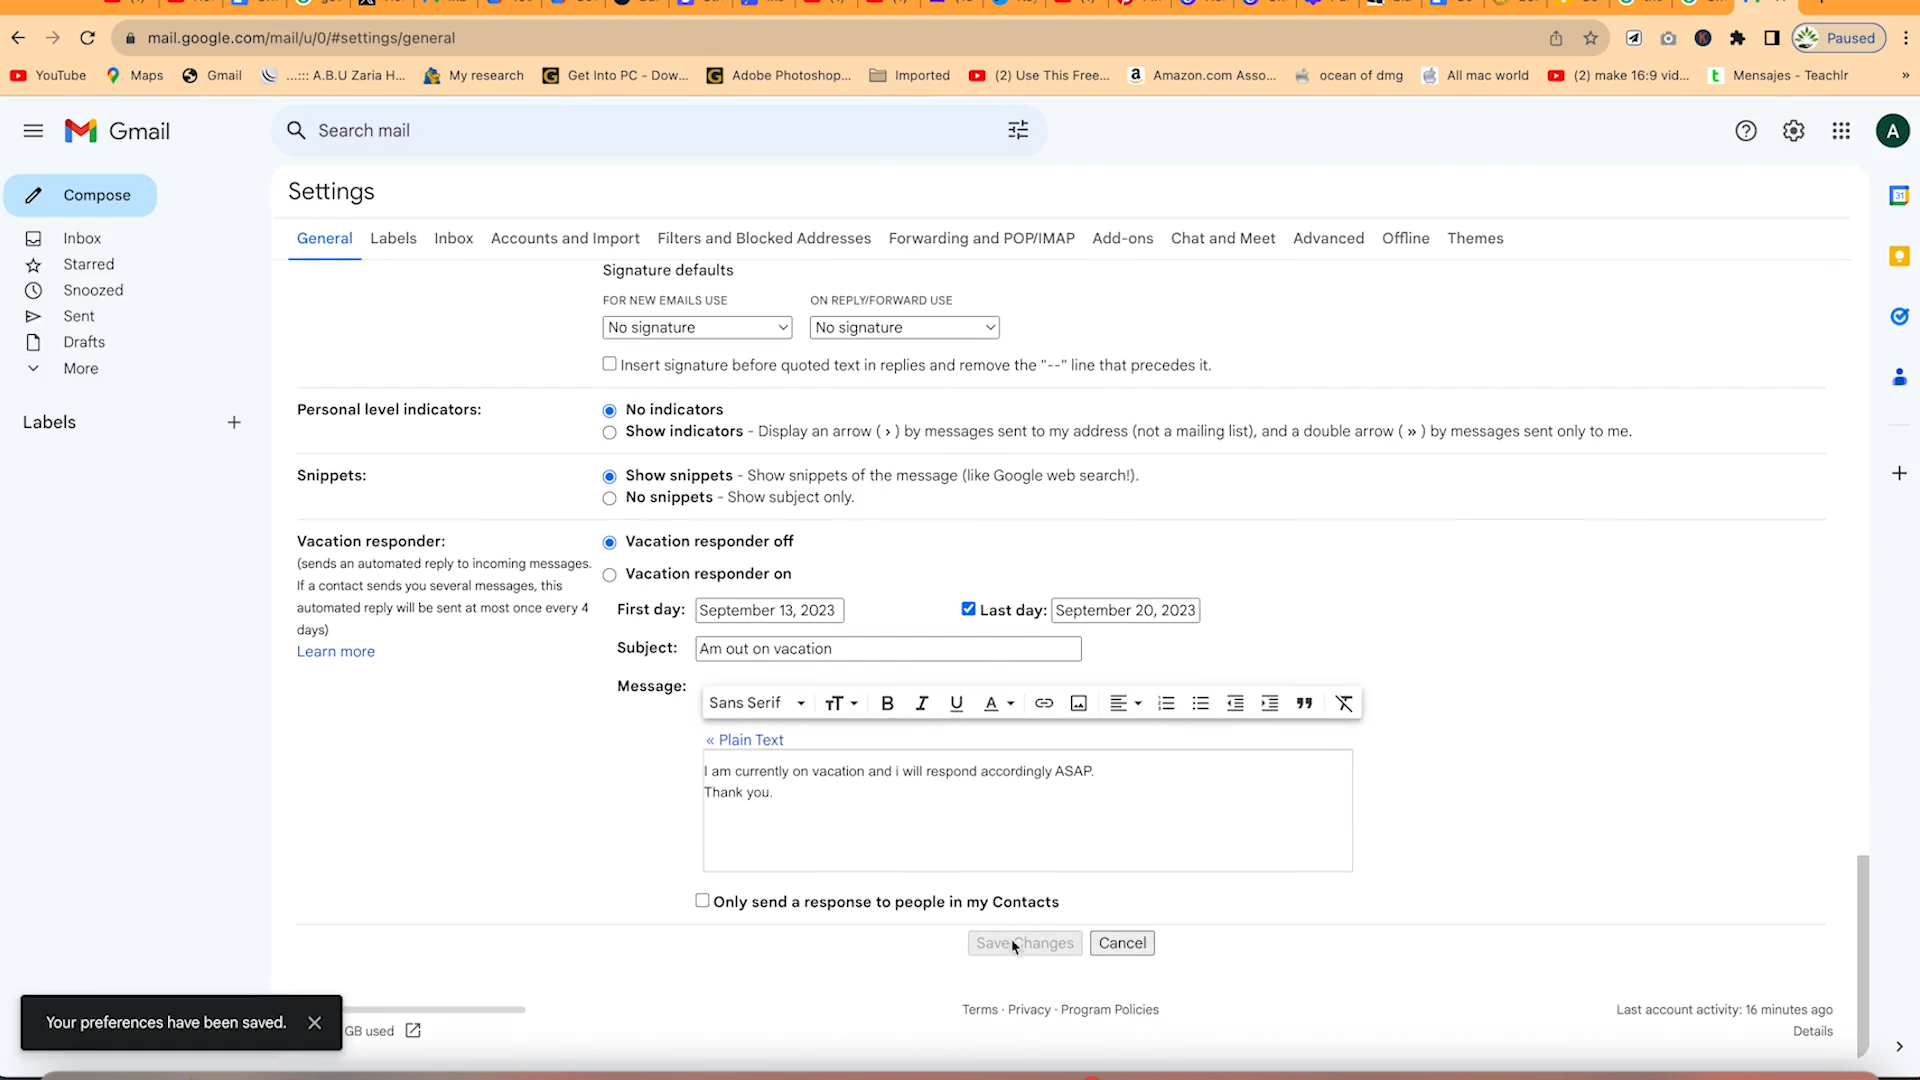 mail.google.com/mail/u/0/#settings/general
Paused
YouTube
Maps
Gmail
...::: A.B.U Zaria H...
My research
Get Into PC - Dow...
Adobe Photoshop...
Imported
(2) Use This Free...
Amazon.com Asso...
ocean of dmg
All mac world
(2) make 16:9 vid...
Mensajes - Teachlr
»
Gmail
Search mail
A
Compose
Inbox
Starred
Snoozed
Sent
Drafts
More
Labels
Settings
General Labels Inbox Accounts and Import Filters and Blocked Addresses Forwarding and POP/IMAP Add-ons Chat and Meet Advanced Offline Themes
Signature defaults
FOR NEW EMAILS USE ON REPLY/FORWARD USE
No signature No signature
Insert signature before quoted text in replies and remove the "--" line that precedes it.
Personal level indicators:
No indicators
Show indicators - Display an arrow ( › ) by messages sent to my address (not a mailing list), and a double arrow ( » ) by messages sent only to me.
Snippets:
Show snippets - Show snippets of the message (like Google web search!).
No snippets - Show subject only.
Vacation responder:
(sends an automated reply to incoming messages.
If a contact sends you several messages, this
automated reply will be sent at most once every 4
days)
Learn more
Vacation responder off
Vacation responder on
First day: September 13, 2023 Last day: September 20, 2023
Subject: Am out on vacation
Message:
Sans Serif
« Plain Text
I am currently on vacation and i will respond accordingly ASAP.
Thank you.
Only send a response to people in my Contacts
Save Changes Cancel
Your preferences have been saved.
GB used
Terms · Privacy · Program Policies
Last account activity: 16 minutes ago
Details
31